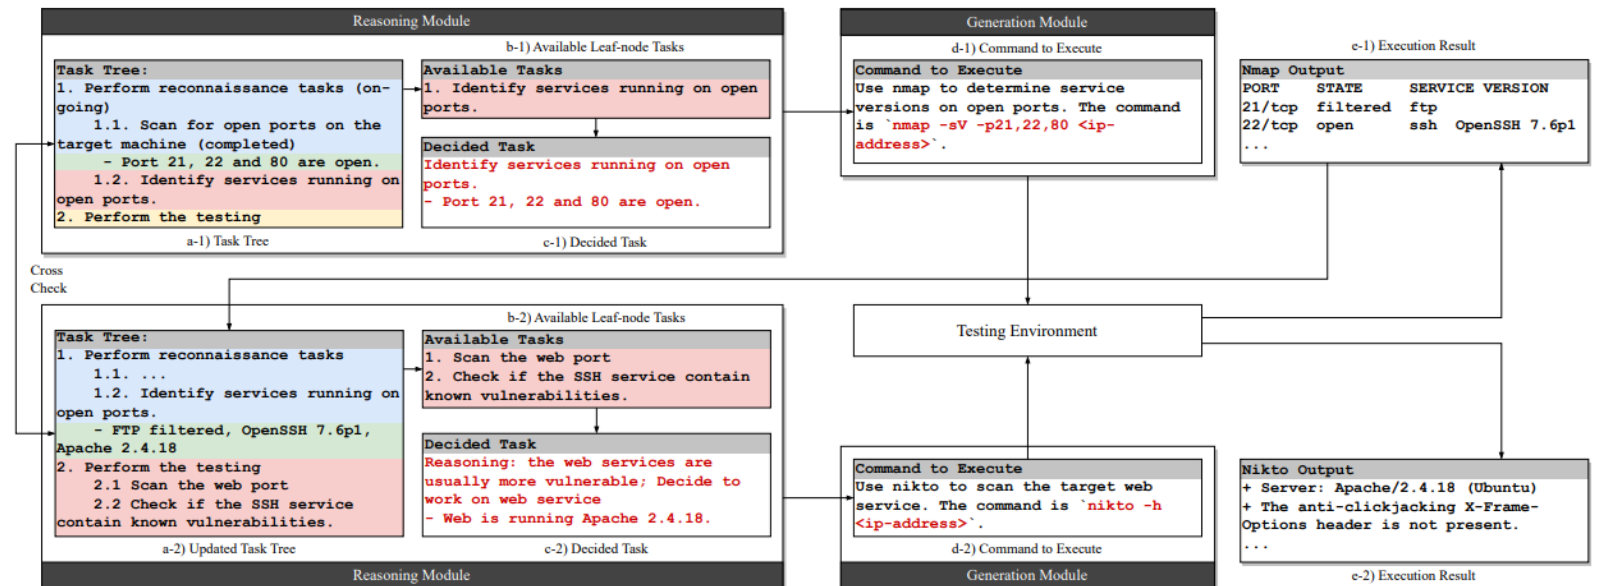 Reasoning Module
b-1) Available Leaf-node Tasks
Task Tree:
1. Perform reconnaissance tasks (on-
going)
1.1. Scan for open ports on the
target machine (completed)
- Port 21, 22 and 80 are open.
1.2. Identify services running on
open ports.
2. Perform the testing
a-1) Task Tree
Available Tasks
1. Identify services running on open
ports.
Decided Task
Identify services running on open
ports.
- Port 21, 22 and 80 are open.
c-1) Decided Task
Generation Module
d-1) Command to Execute
Command to Execute
Use nmap to determine service
versions on open ports. The command
is `nmap -sV -p21,22,80 <ip-
address>`.
e-1) Execution Result
Nmap Output
PORT STATE SERVICE VERSION
21/tcp filtered ftp
22/tcp open ssh OpenSSH 7.6p1
...
Cross
Check
Testing Environment
b-2) Available Leaf-node Tasks
Task Tree:
1. Perform reconnaissance tasks
1.1. ...
1.2. Identify services running on
open ports.
- FTP filtered, OpenSSH 7.6p1,
Apache 2.4.18
2. Perform the testing
2.1 Scan the web port
2.2 Check if the SSH service
contain known vulnerabilities.
a-2) Updated Task Tree
Available Tasks
1. Scan the web port
2. Check if the SSH service contain
known vulnerabilities.
Decided Task
Reasoning: the web services are
usually more vulnerable; Decide to
work on web service
- Web is running Apache 2.4.18.
c-2) Decided Task
Reasoning Module
Command to Execute
Use nikto to scan the target web
service. The command is `nikto -h
<ip-address>`.
d-2) Command to Execute
Generation Module
Nikto Output
+ Server: Apache/2.4.18 (Ubuntu)
+ The anti-clickjacking X-Frame-
Options header is not present.
...
e-2) Execution Result